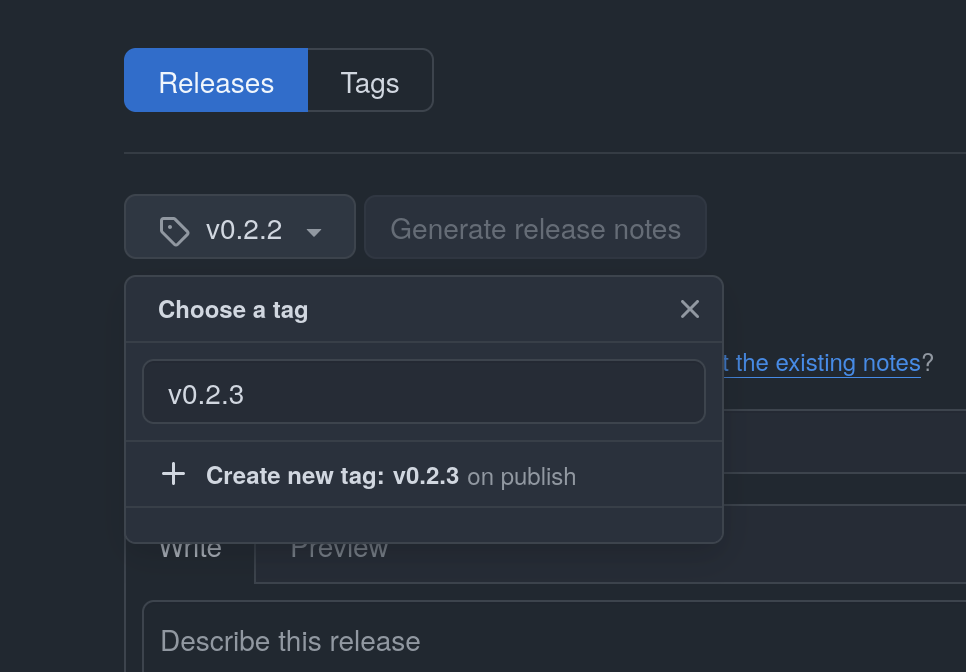 Releases Tags
v0.2.2 Generate release notes
Choose a tag
the existing notes?
v0.2.3
Create new tag: v0.2.3 on publish
Write Preview
Describe this release